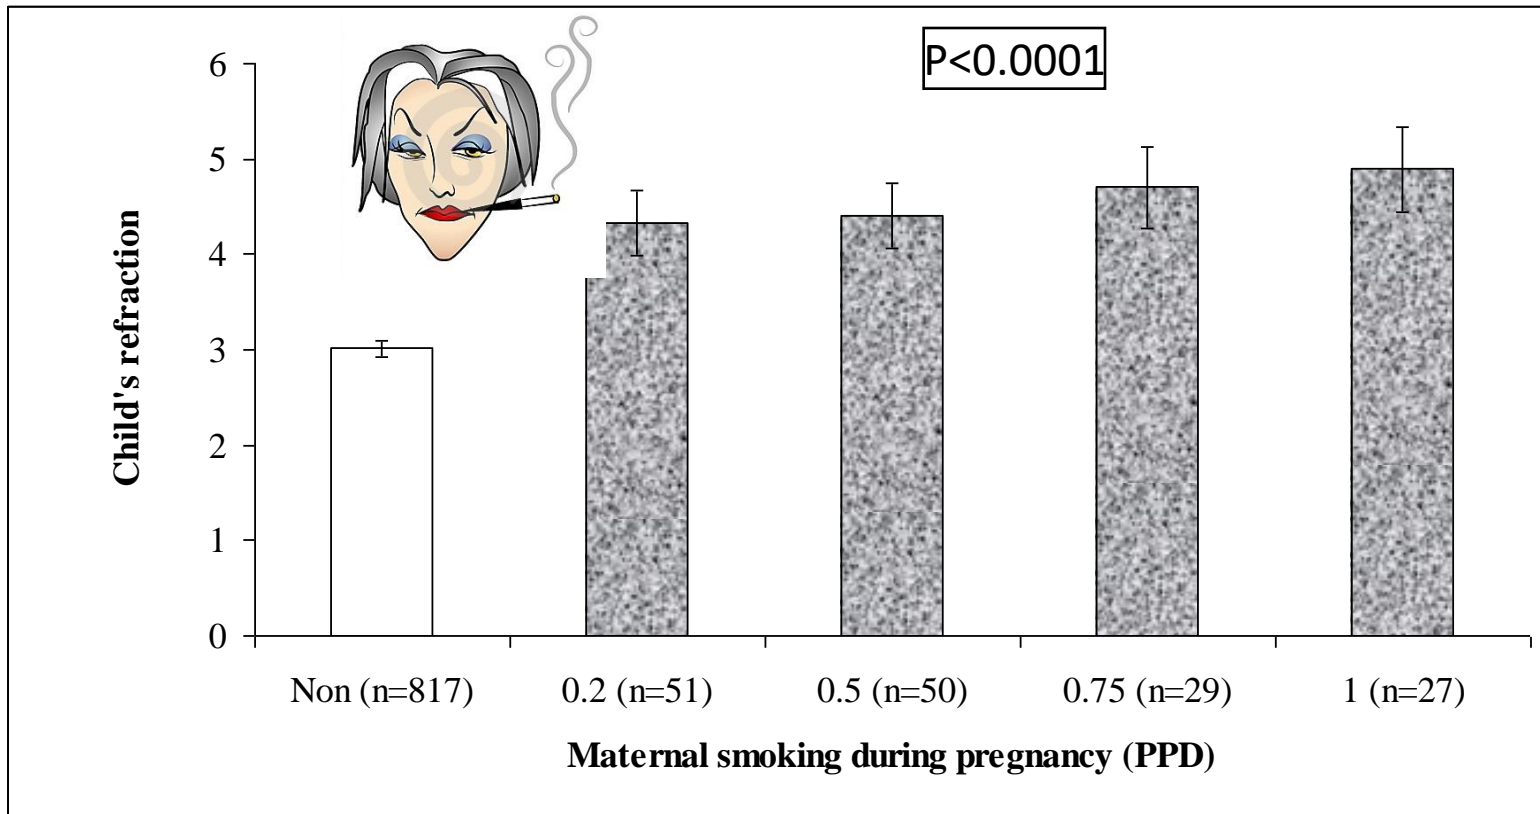 P<0.0001
6
5
4
3
2
1
0
Child's refraction
Non (n=817) 0.2 (n=51) 0.5 (n=50) 0.75 (n=29) 1 (n=27)
Maternal smoking during pregnancy (PPD)